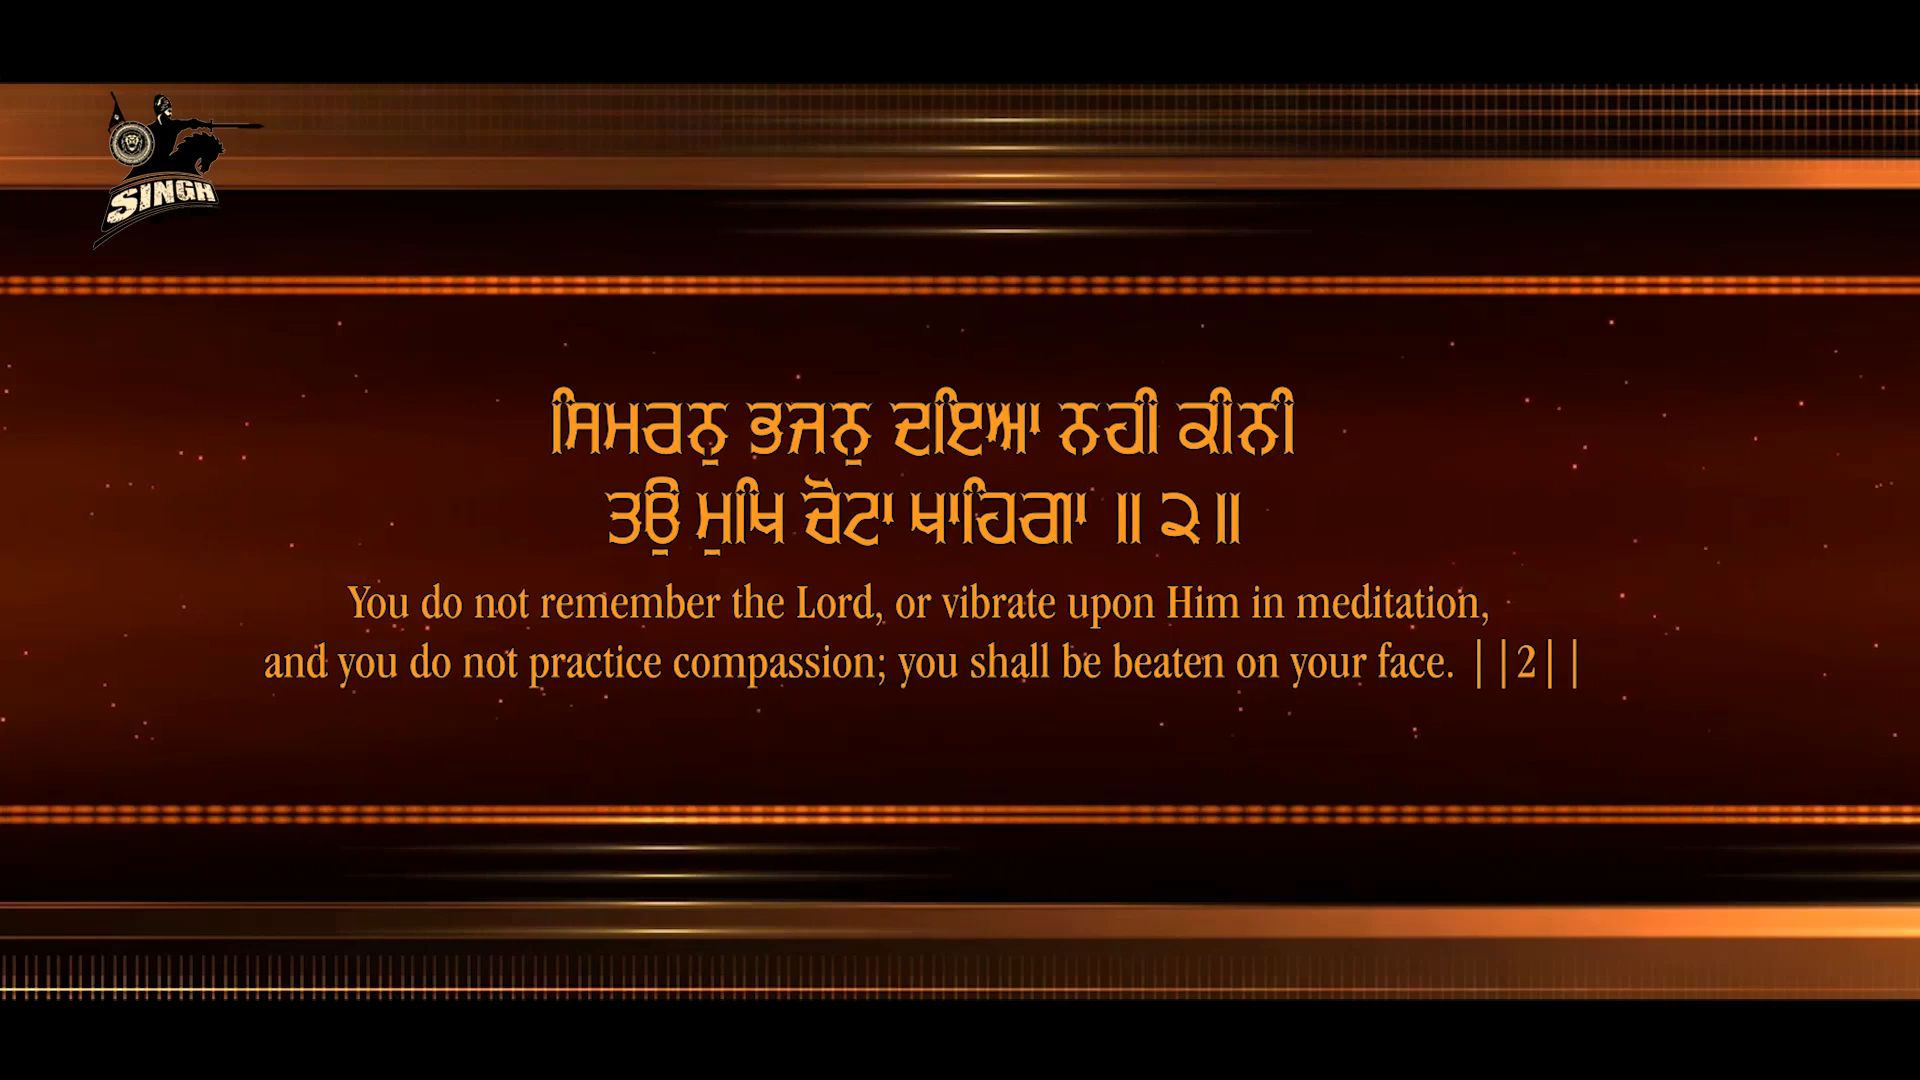 SINGH
ਸਿਮਰਨੁ ਭਜਨੁ ਦਇਆ ਨਹੀ ਕੀਨੀ
ਤਉ ਮੁਖਿ ਚੋਟਾ ਖਾਹਿਗਾ ॥੨॥
You do not remember the Lord, or vibrate upon Him in meditation,
and you do not practice compassion; you shall be beaten on your face. ||2||